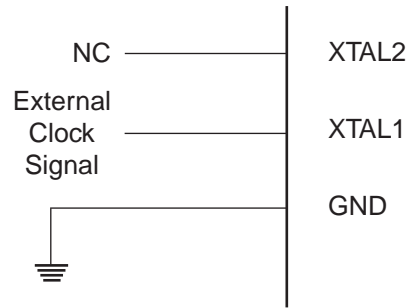 NC
XTAL2
External
Clock
Signal
XTAL1
GND